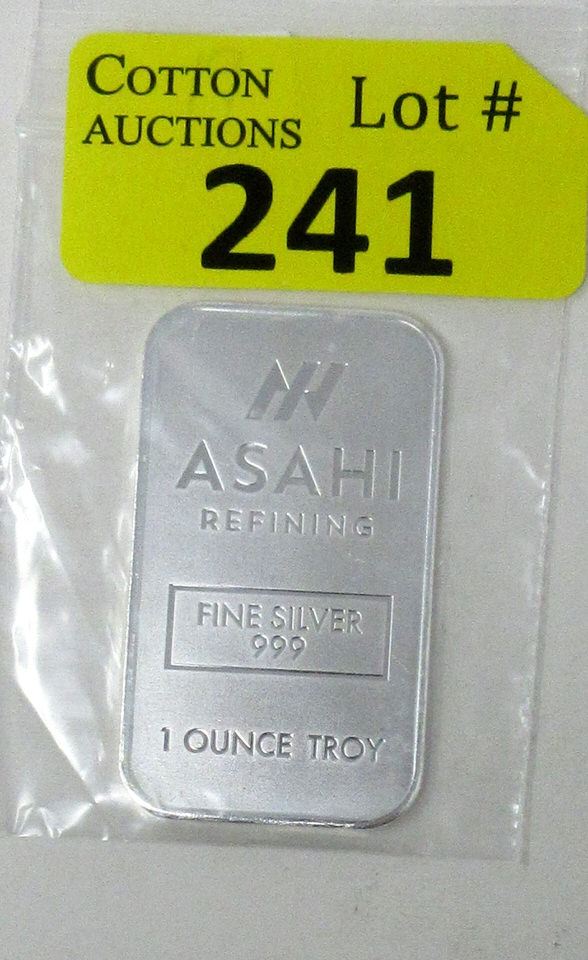 COTTON
AUCTIONS
Lot #
241
ASAHI
REFINING
FINE SILVER
999
1 OUNCE TROY